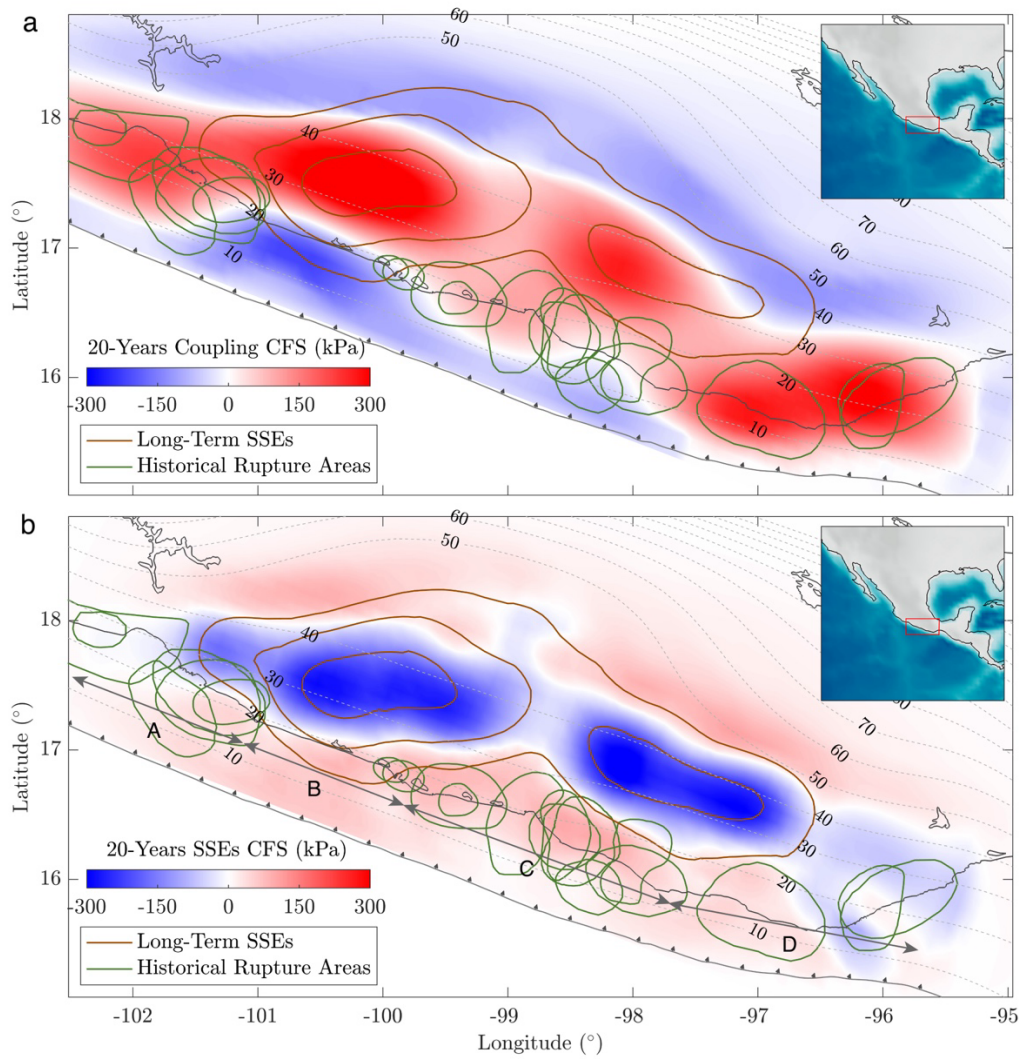 a
60
50
18
40
30
20
17
10
70
60
50
40
30
20
10
16
Latitude (°)
20-Years Coupling CFS (kPa)
-300 -150 0 150 300
Long-Term SSEs
Historical Rupture Areas
b
60
50
18
40
30
20
17
A
10
B
70
60
50
40
30
20
16
C
10
D
Latitude (°)
20-Years SSEs CFS (kPa)
-300 -150 0 150 300
Long-Term SSEs
Historical Rupture Areas
-102 -101 -100 -99 -98 -97 -96 -95
Longitude (°)